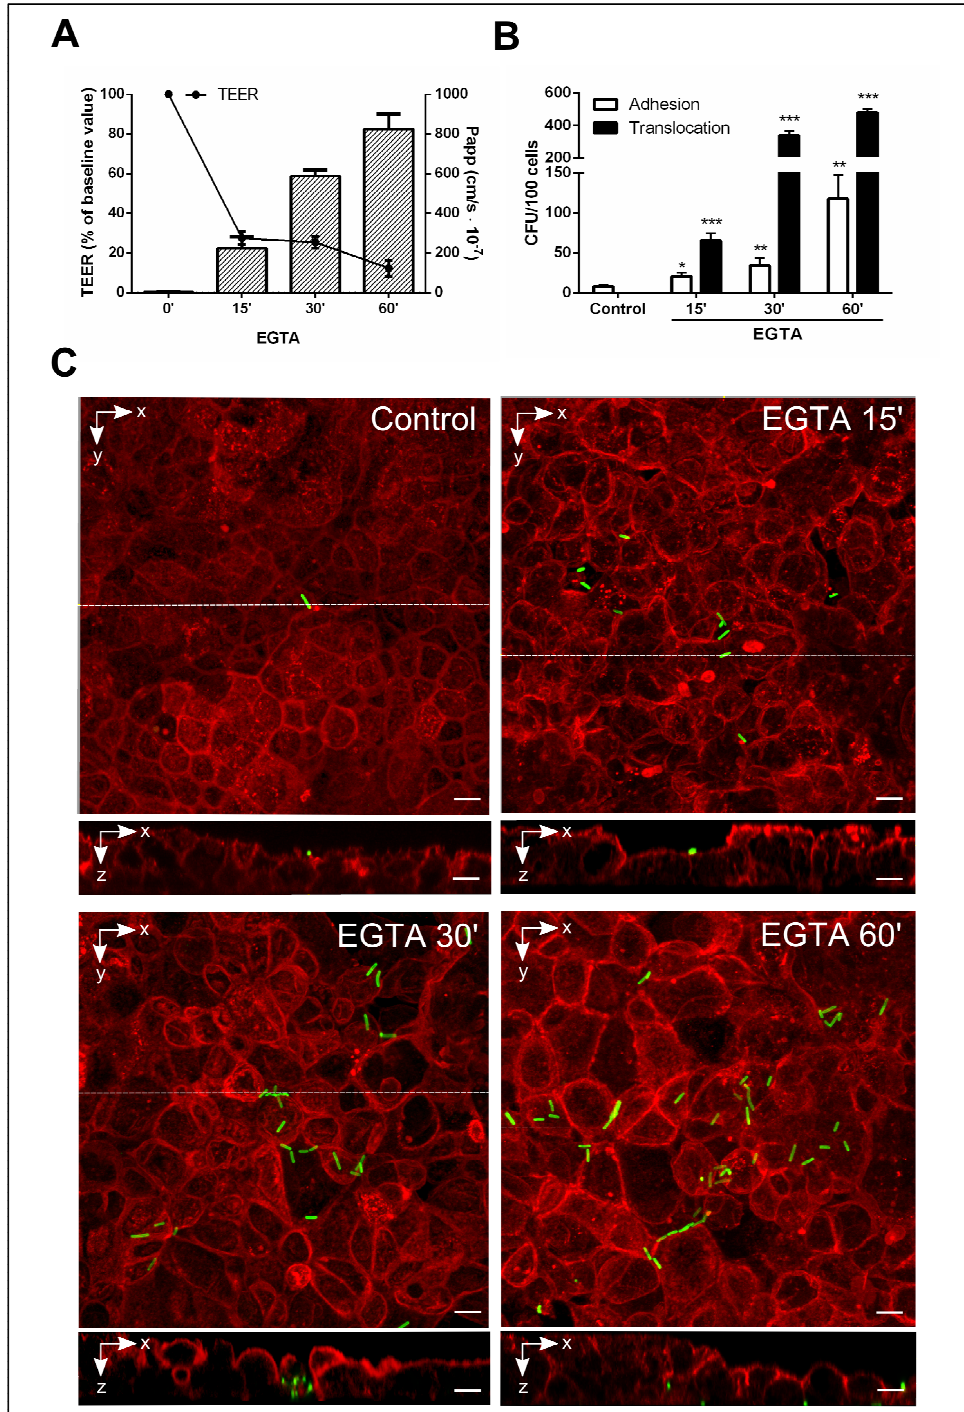 A
B
TEER
TEER (% of baseline value)
100
80
60
40
20
0
1000
800
600
400
200
0
Papp (cm/s · 10⁻⁷)
0' 15' 30' 60'
EGTA
CFU/100 cells
600
400
200
150
100
50
0
Adhesion
Translocation
* *** ** *** ** ***
Control 15' 30' 60'
EGTA
C
x
y
Control
x
y
EGTA 15'
x
z
x
z
x
y
EGTA 30'
x
y
EGTA 60'
x
z
x
z